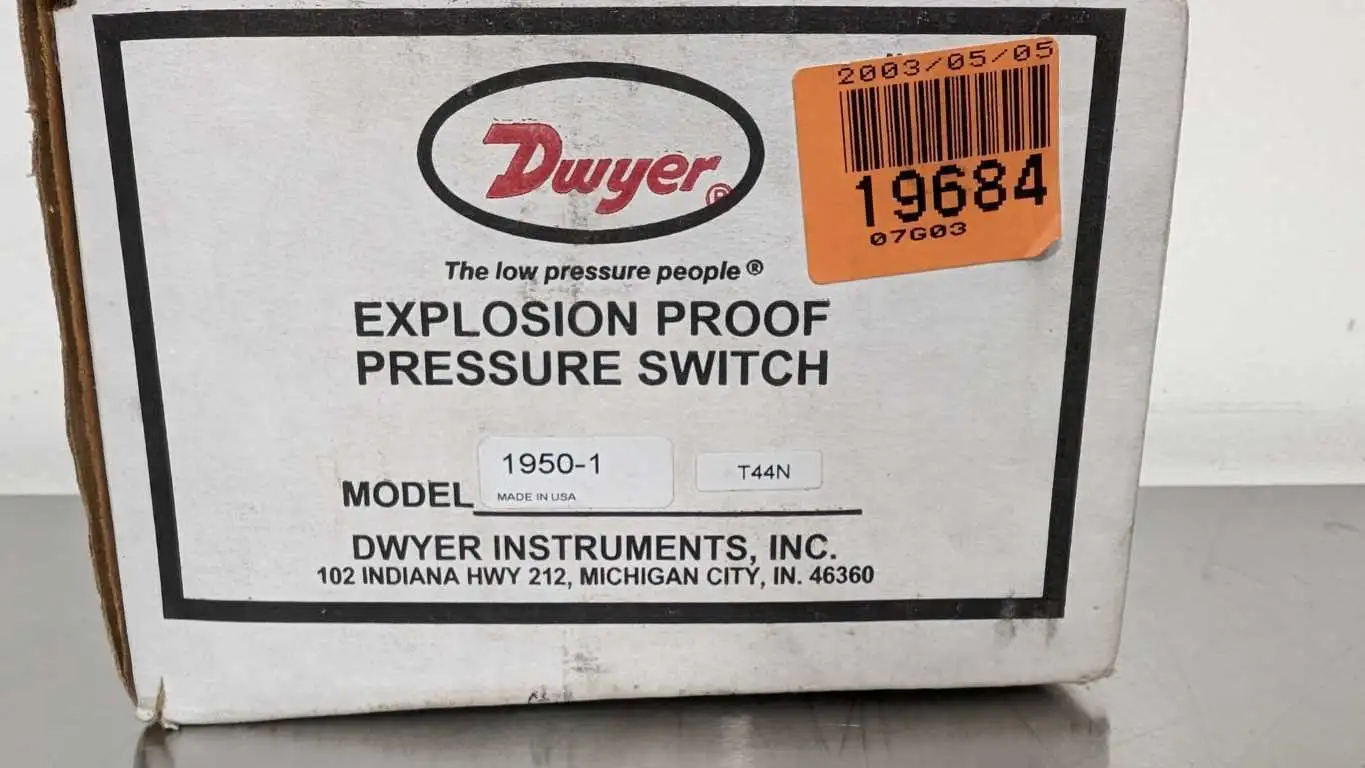 2003/05/05
19684
07G03
Dwyer®
The low pressure people®
EXPLOSION PROOF
PRESSURE SWITCH
MODEL 1950-1 T44N
MADE IN USA
DWYER INSTRUMENTS, INC.
102 INDIANA HWY 212, MICHIGAN CITY, IN. 46360